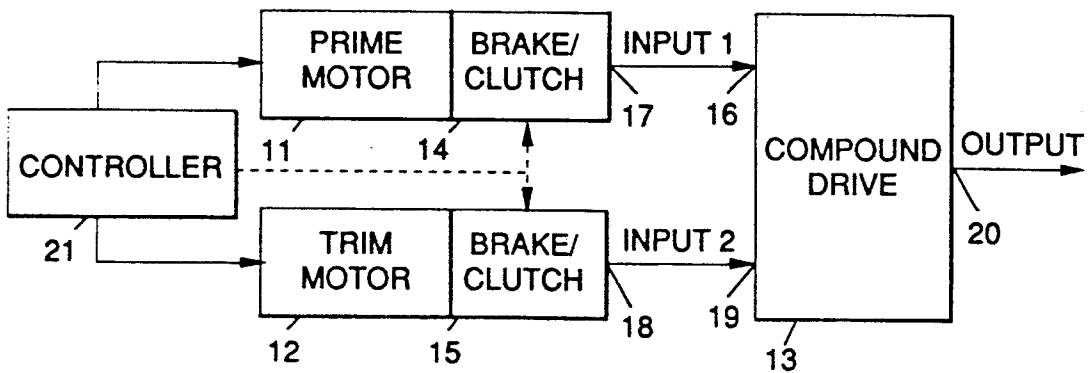 PRIME
MOTOR
BRAKE/
CLUTCH
INPUT 1
11
14
17
16
CONTROLLER
21
COMPOUND
DRIVE
OUTPUT
20
TRIM
MOTOR
BRAKE/
CLUTCH
INPUT 2
12
15
18
19
13